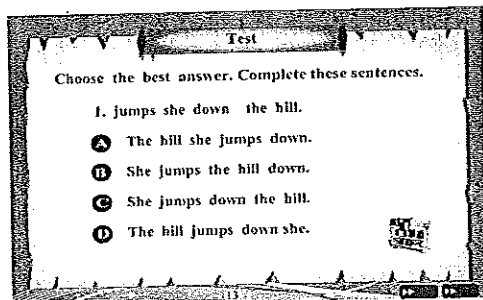 Test
Choose the best answer. Complete these sentences.
1. jumps she down the hill.
A The hill she jumps down.
B She jumps the hill down.
C She jumps down the hill.
D The hill jumps down she.
13